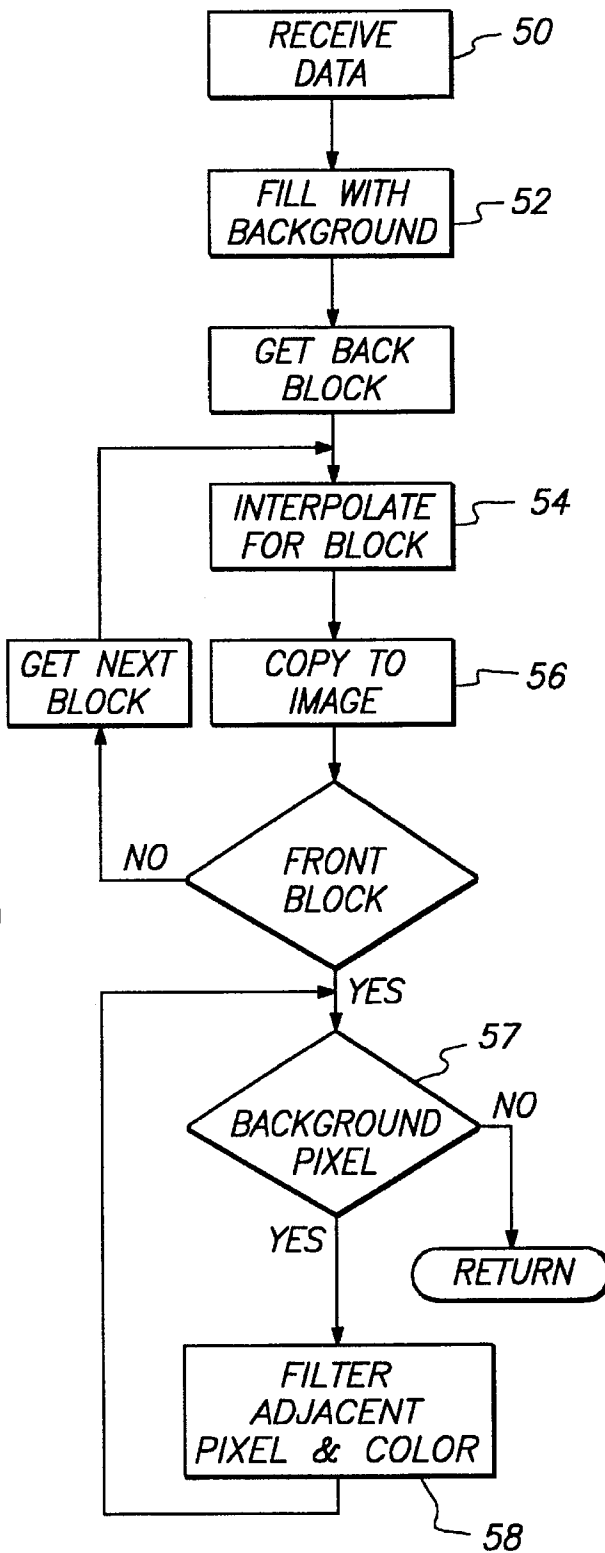 RECEIVE
DATA
50
FILL WITH
BACKGROUND
52
GET BACK
BLOCK
INTERPOLATE
FOR BLOCK
54
GET NEXT
BLOCK
COPY TO
IMAGE
56
NO
FRONT
BLOCK
YES
57
BACKGROUND
PIXEL
NO
YES
RETURN
FILTER
ADJACENT
PIXEL & COLOR
58